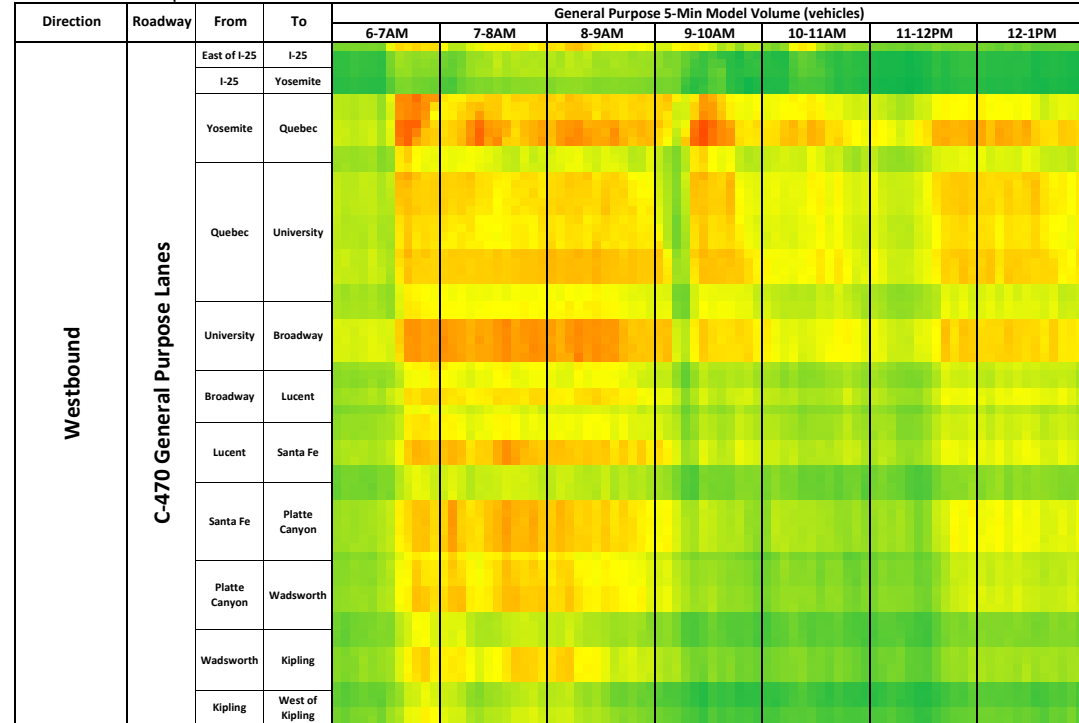 Direction Roadway From To General Purpose 5-Min Model Volume (vehicles)
6-7AM 7-8AM 8-9AM 9-10AM 10-11AM 11-12PM 12-1PM
Westbound
C-470 General Purpose Lanes
East of I-25 I-25
I-25 Yosemite
Yosemite Quebec
Quebec University
University Broadway
Broadway Lucent
Lucent Santa Fe
Santa Fe Platte
Canyon
Platte
Canyon Wadsworth
Wadsworth Kipling
Kipling West of
Kipling